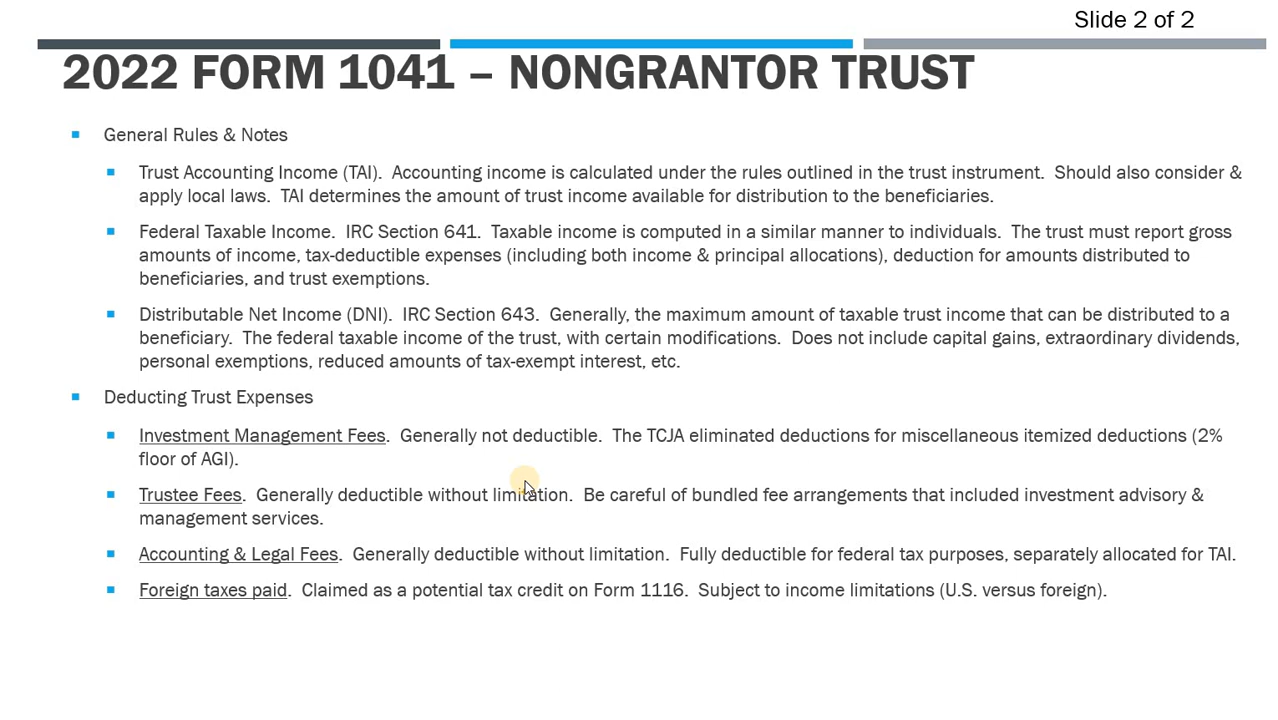 Slide 2 of 2
2022 FORM 1041 – NONGRANTOR TRUST
General Rules & Notes
Trust Accounting Income (TAI).  Accounting income is calculated under the rules outlined in the trust instrument.  Should also consider &
apply local laws.  TAI determines the amount of trust income available for distribution to the beneficiaries.
Federal Taxable Income.  IRC Section 641.  Taxable income is computed in a similar manner to individuals.  The trust must report gross
amounts of income, tax-deductible expenses (including both income & principal allocations), deduction for amounts distributed to
beneficiaries, and trust exemptions.
Distributable Net Income (DNI).  IRC Section 643.  Generally, the maximum amount of taxable trust income that can be distributed to a
beneficiary.  The federal taxable income of the trust, with certain modifications.  Does not include capital gains, extraordinary dividends,
personal exemptions, reduced amounts of tax-exempt interest, etc.
Deducting Trust Expenses
Investment Management Fees.  Generally not deductible.  The TCJA eliminated deductions for miscellaneous itemized deductions (2%
floor of AGI).
Trustee Fees.  Generally deductible without limitation.  Be careful of bundled fee arrangements that included investment advisory &
management services.
Accounting & Legal Fees.  Generally deductible without limitation.  Fully deductible for federal tax purposes, separately allocated for TAI.
Foreign taxes paid.  Claimed as a potential tax credit on Form 1116.  Subject to income limitations (U.S. versus foreign).